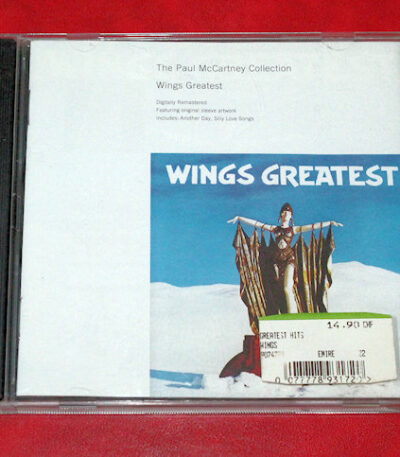 The Paul McCartney Collection
Wings Greatest
Digitally Remastered
Featuring original sleeve artwork
Includes: Another Day, Silly Love Songs
WINGS GREATEST
14.90 DF
GREATEST HITS
WINGS
EMIRE